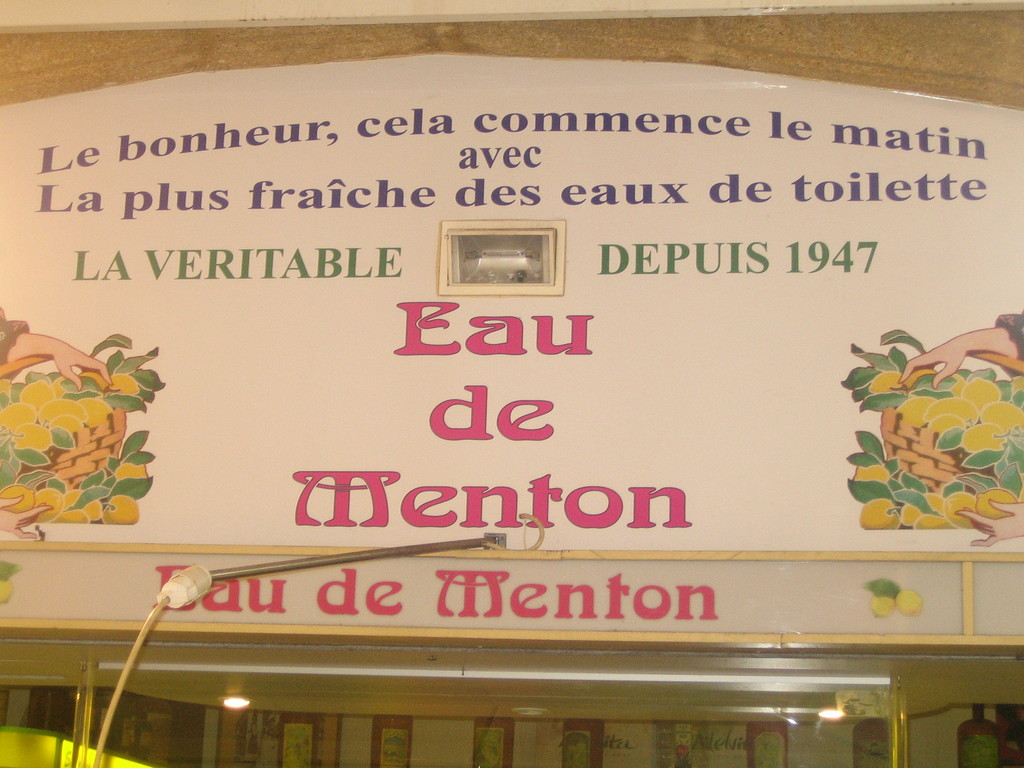 Le bonheur, cela commence le matin
avec
La plus fraîche des eaux de toilette
LA VERITABLE DEPUIS 1947
Eau
de
Menton
Eau de Menton